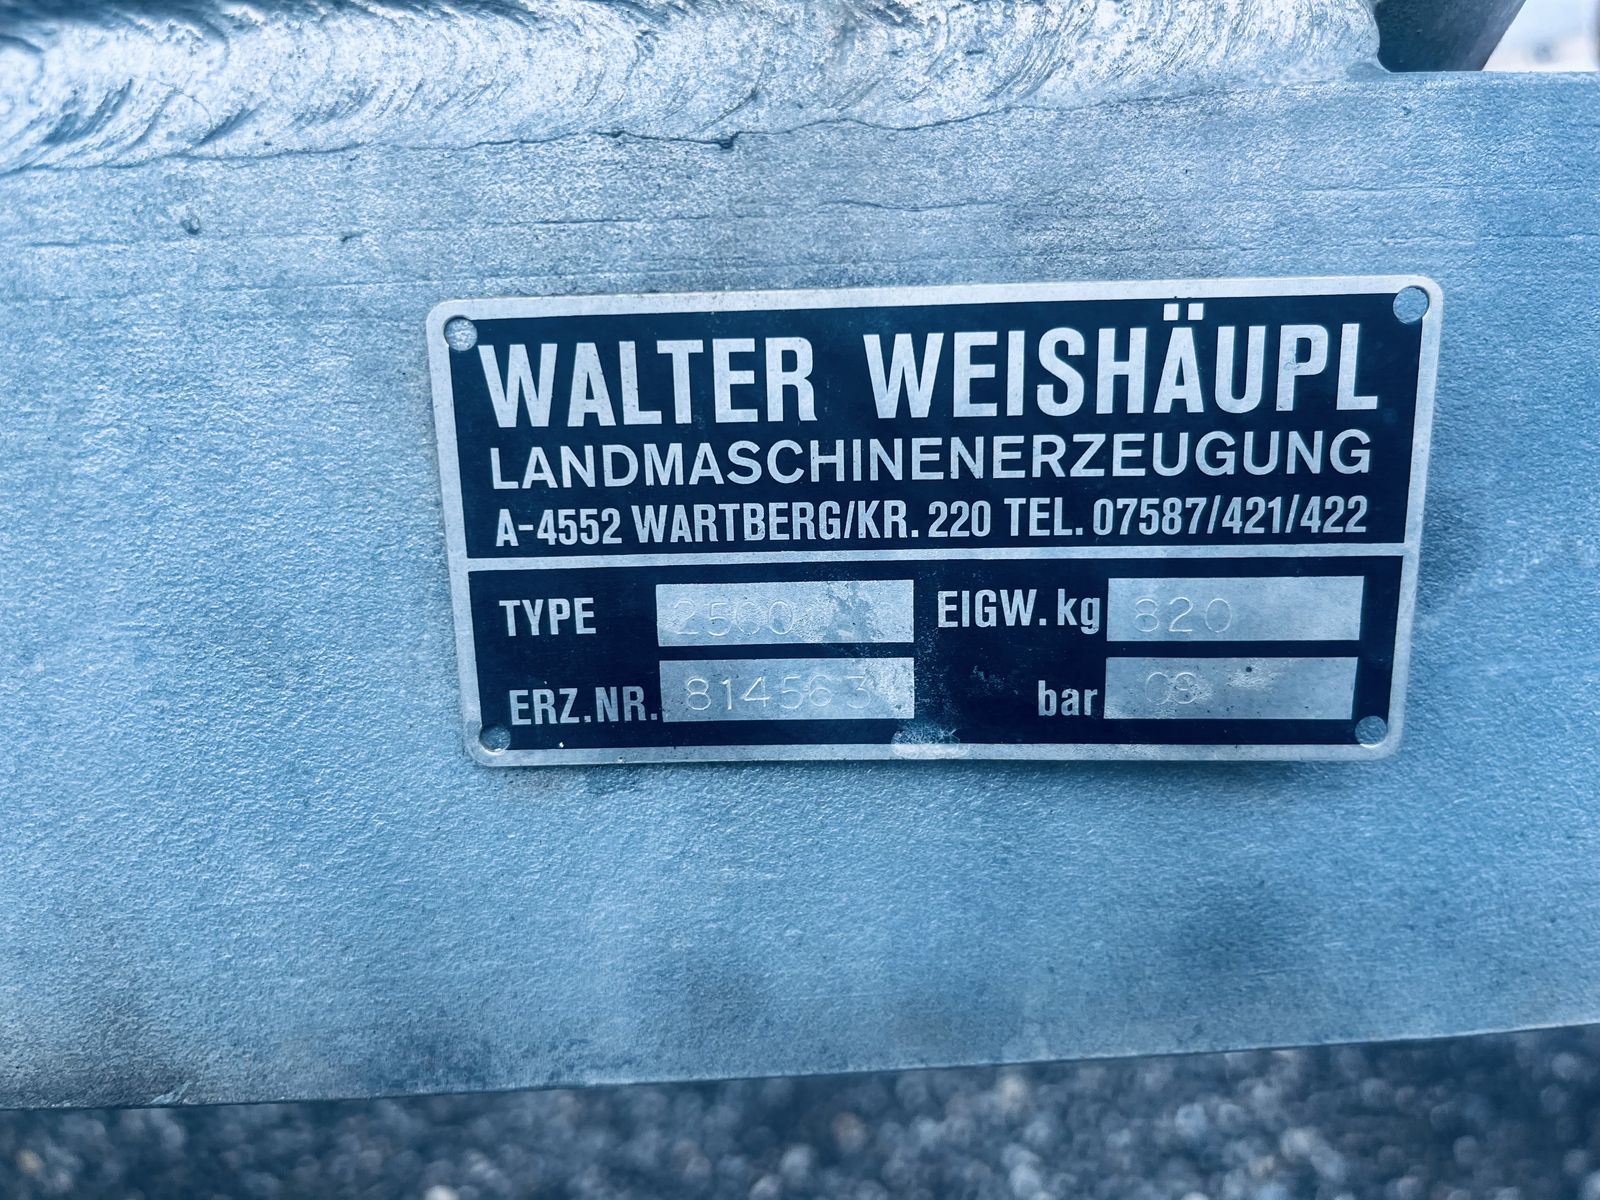 WALTER WEISHÄUPL
LANDMASCHINENERZEUGUNG
A-4552 WARTBERG/KR. 220 TEL. 07587/421/422
TYPE EIGW. kg 820
ERZ.NR. 814563 bar